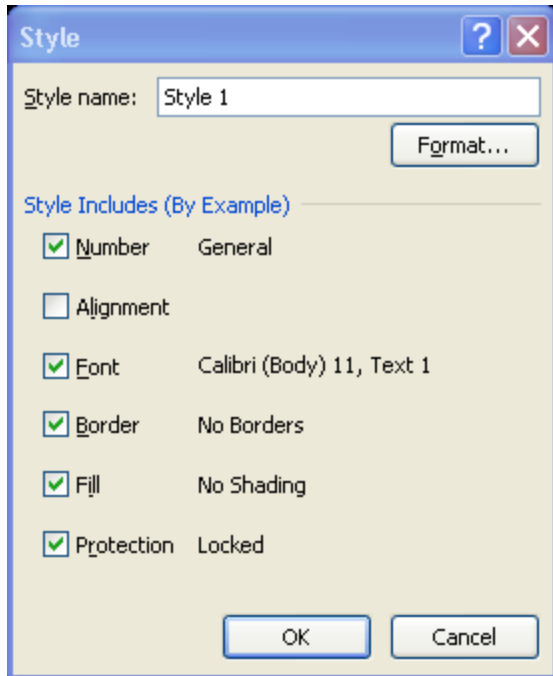 Style
Style name: Style 1
Format...
Style Includes (By Example)
Number General
Alignment
Font Calibri (Body) 11, Text 1
Border No Borders
Fill No Shading
Protection Locked
OK Cancel